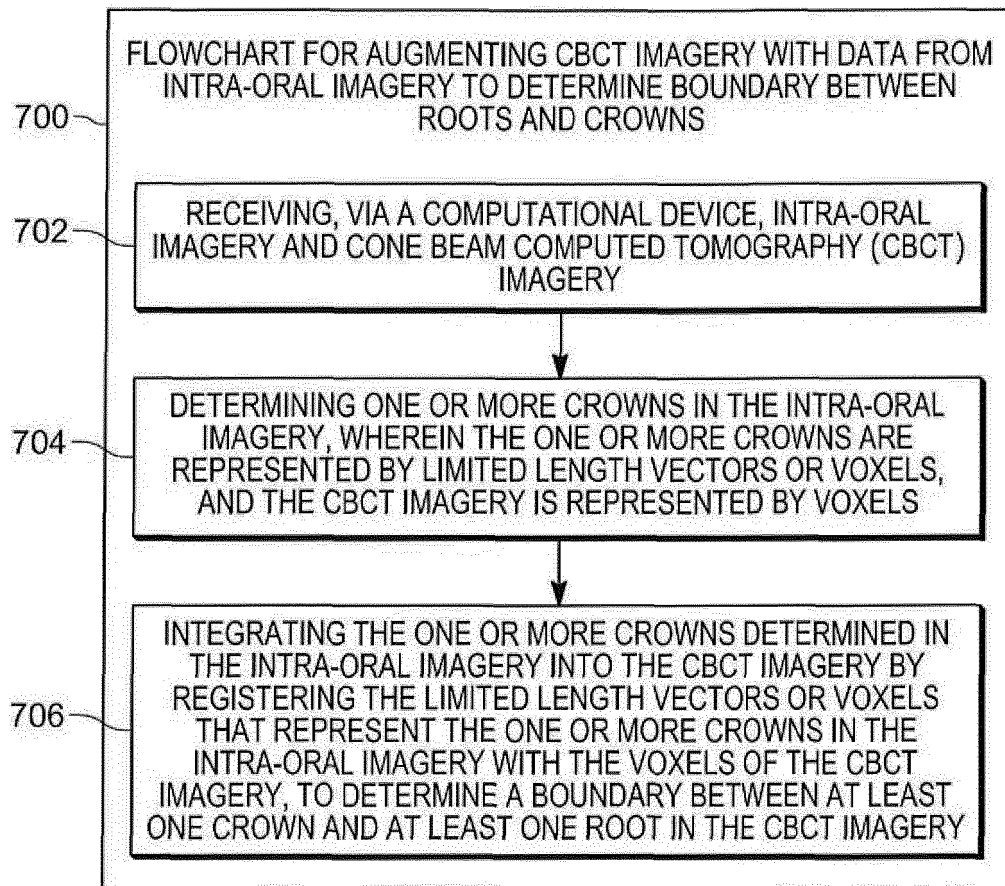 FLOWCHART FOR AUGMENTING CBCT IMAGERY WITH DATA FROM
INTRA-ORAL IMAGERY TO DETERMINE BOUNDARY BETWEEN
ROOTS AND CROWNS
700
702
RECEIVING, VIA A COMPUTATIONAL DEVICE, INTRA-ORAL
IMAGERY AND CONE BEAM COMPUTED TOMOGRAPHY (CBCT)
IMAGERY
704
DETERMINING ONE OR MORE CROWNS IN THE INTRA-ORAL
IMAGERY, WHEREIN THE ONE OR MORE CROWNS ARE
REPRESENTED BY LIMITED LENGTH VECTORS OR VOXELS,
AND THE CBCT IMAGERY IS REPRESENTED BY VOXELS
706
INTEGRATING THE ONE OR MORE CROWNS DETERMINED IN
THE INTRA-ORAL IMAGERY INTO THE CBCT IMAGERY BY
REGISTERING THE LIMITED LENGTH VECTORS OR VOXELS
THAT REPRESENT THE ONE OR MORE CROWNS IN THE
INTRA-ORAL IMAGERY WITH THE VOXELS OF THE CBCT
IMAGERY, TO DETERMINE A BOUNDARY BETWEEN AT LEAST
ONE CROWN AND AT LEAST ONE ROOT IN THE CBCT IMAGERY